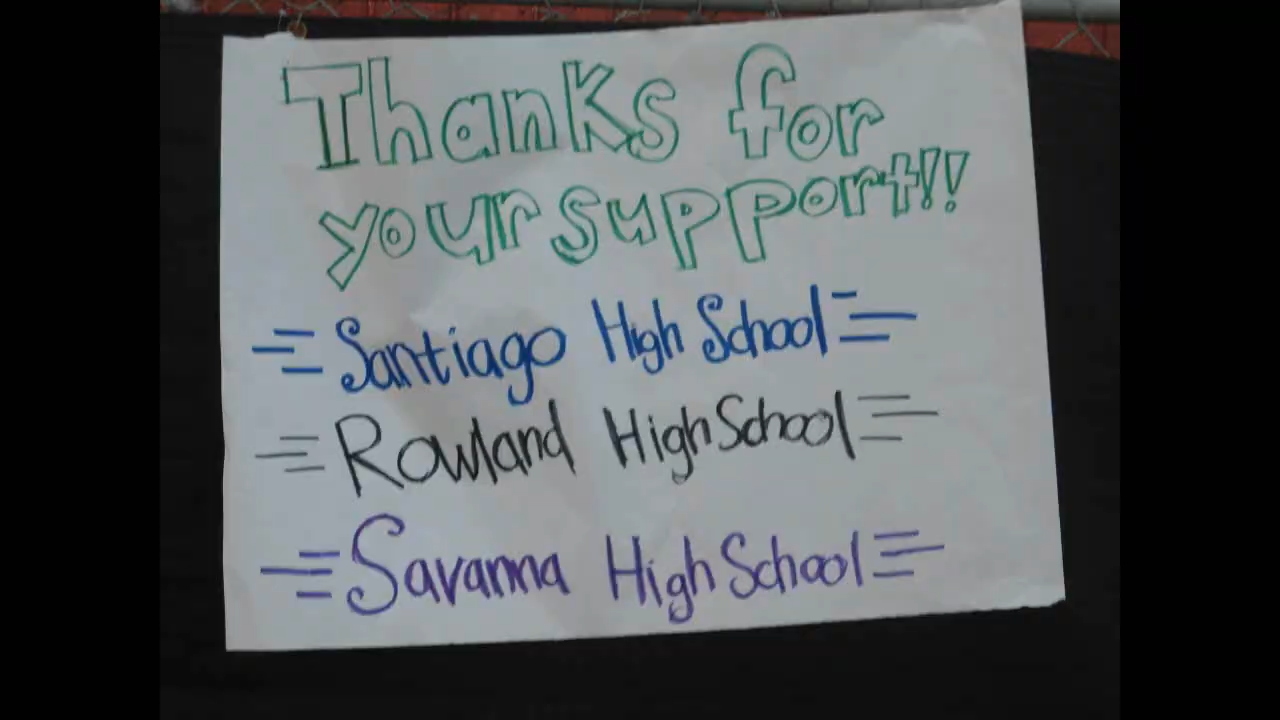 Thanks for
your support!!
Santiago High School
Rowland High School
Savanna High School